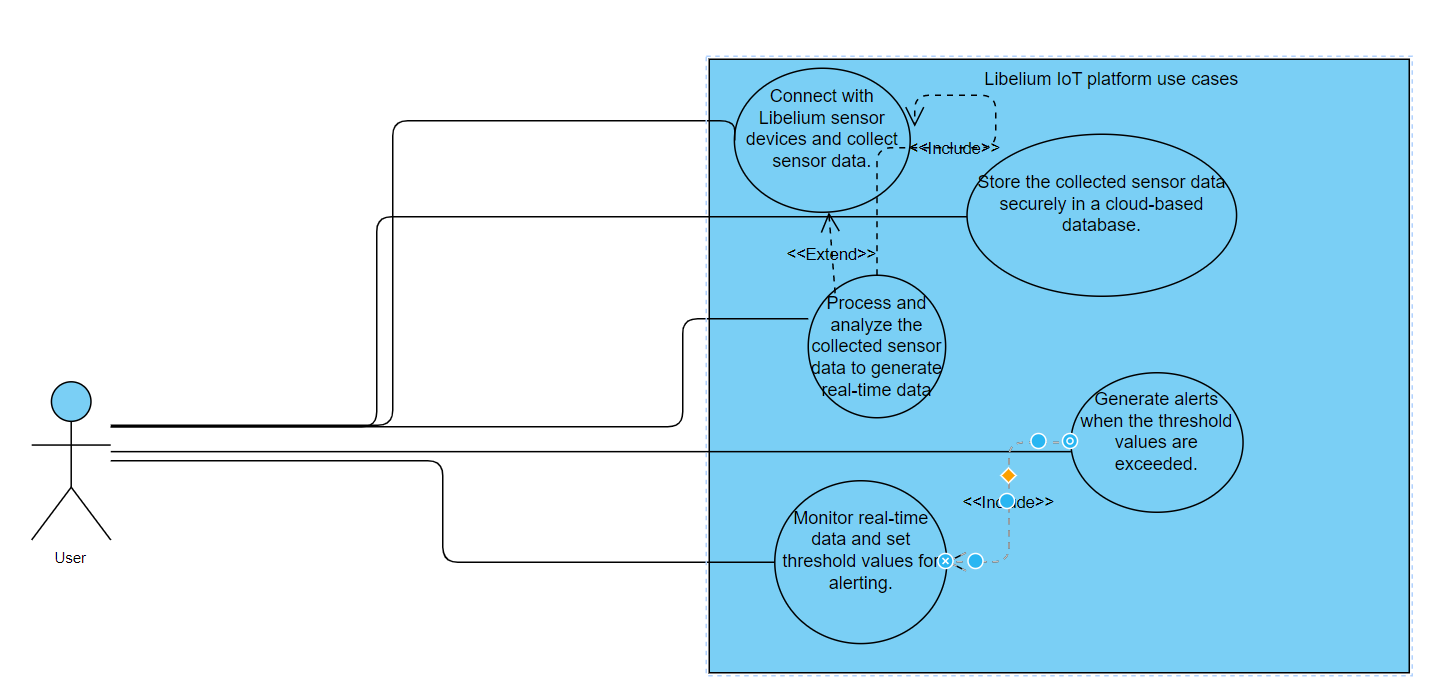 Libelium IoT platform use cases
Connect with
Libelium sensor
devices and collect
sensor data.
<<Include>>
Store the collected sensor data
securely in a cloud-based
database.
<<Extend>>
Process and
analyze the
collected sensor
data to generate
real-time data
Generate alerts
when the threshold
values are
exceeded.
<<Include>>
Monitor real-time
data and set
threshold values for
alerting.
User